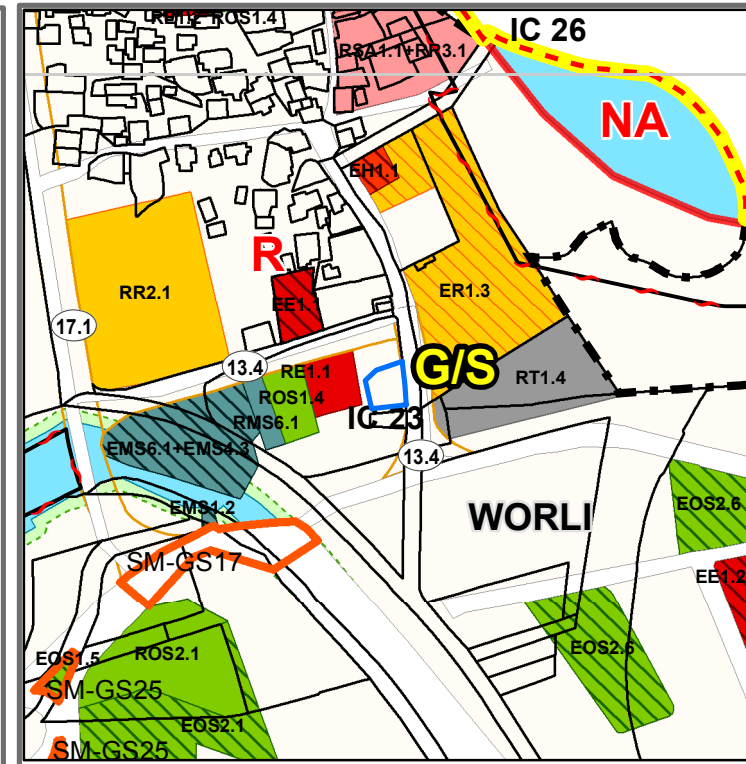 ROS1.4
IC 26
RSA1.1+RP3.1
NA
EH1.1
R
RR2.1
ER1.3
EE1.1
17.1
13.4
G/S
RE1.1
RT1.4
ROS1.4
IC 23
RMS6.1
EMS6.1+EMS4.3
13.4
EMS1.2
WORLI
EOS2.6
SM-GS17
EE1.2
EOS1.5
ROS2.1
EOS2.6
SM-GS25
EOS2.1
SM-GS25